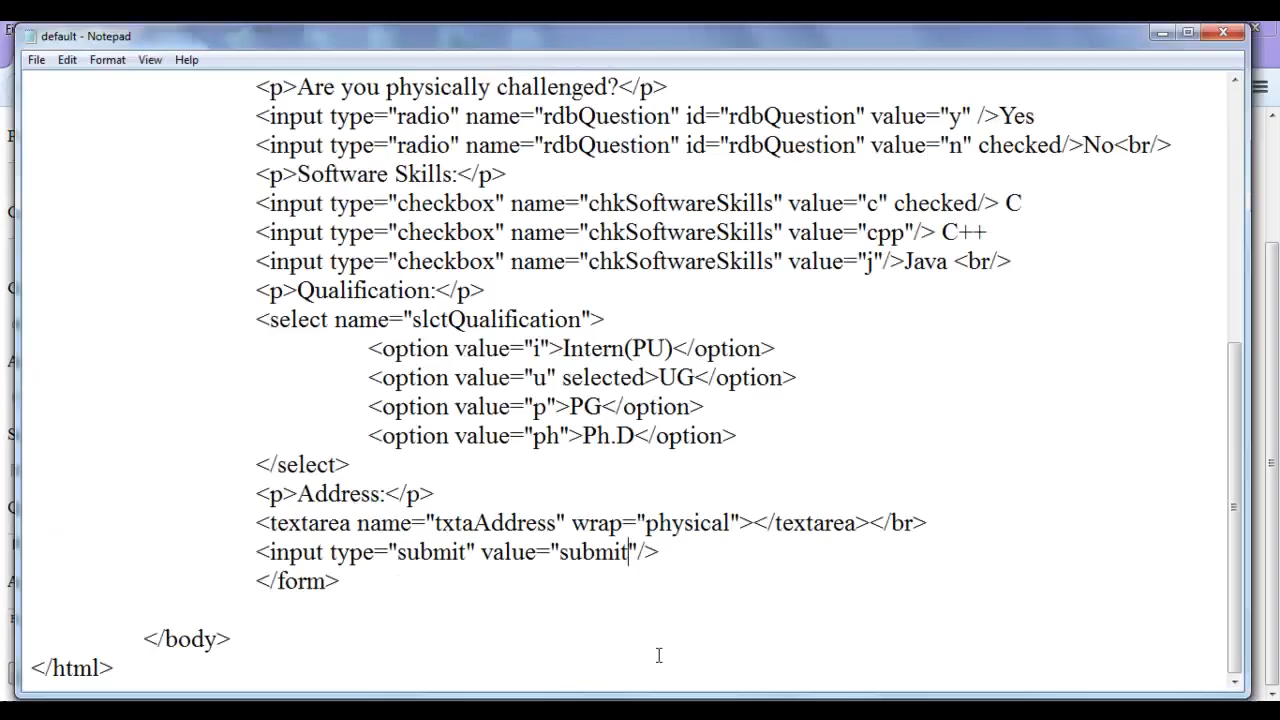 default - Notepad
File Edit Format View Help
<p>Are you physically challenged?</p>
<input type="radio" name="rdbQuestion" id="rdbQuestion" value="y" />Yes
<input type="radio" name="rdbQuestion" id="rdbQuestion" value="n" checked/>No<br/>
<p>Software Skills:</p>
<input type="checkbox" name="chkSoftwareSkills" value="c" checked/> C
<input type="checkbox" name="chkSoftwareSkills" value="cpp"/> C++
<input type="checkbox" name="chkSoftwareSkills" value="j"/>Java <br/>
<p>Qualification:</p>
<select name="slctQualification">
<option value="i">Intern(PU)</option>
<option value="u" selected>UG</option>
<option value="p">PG</option>
<option value="ph">Ph.D</option>
</select>
<p>Address:</p>
<textarea name="txtaAddress" wrap="physical"></textarea></br>
<input type="submit" value="submit"/>
</form>
</body>
</html>